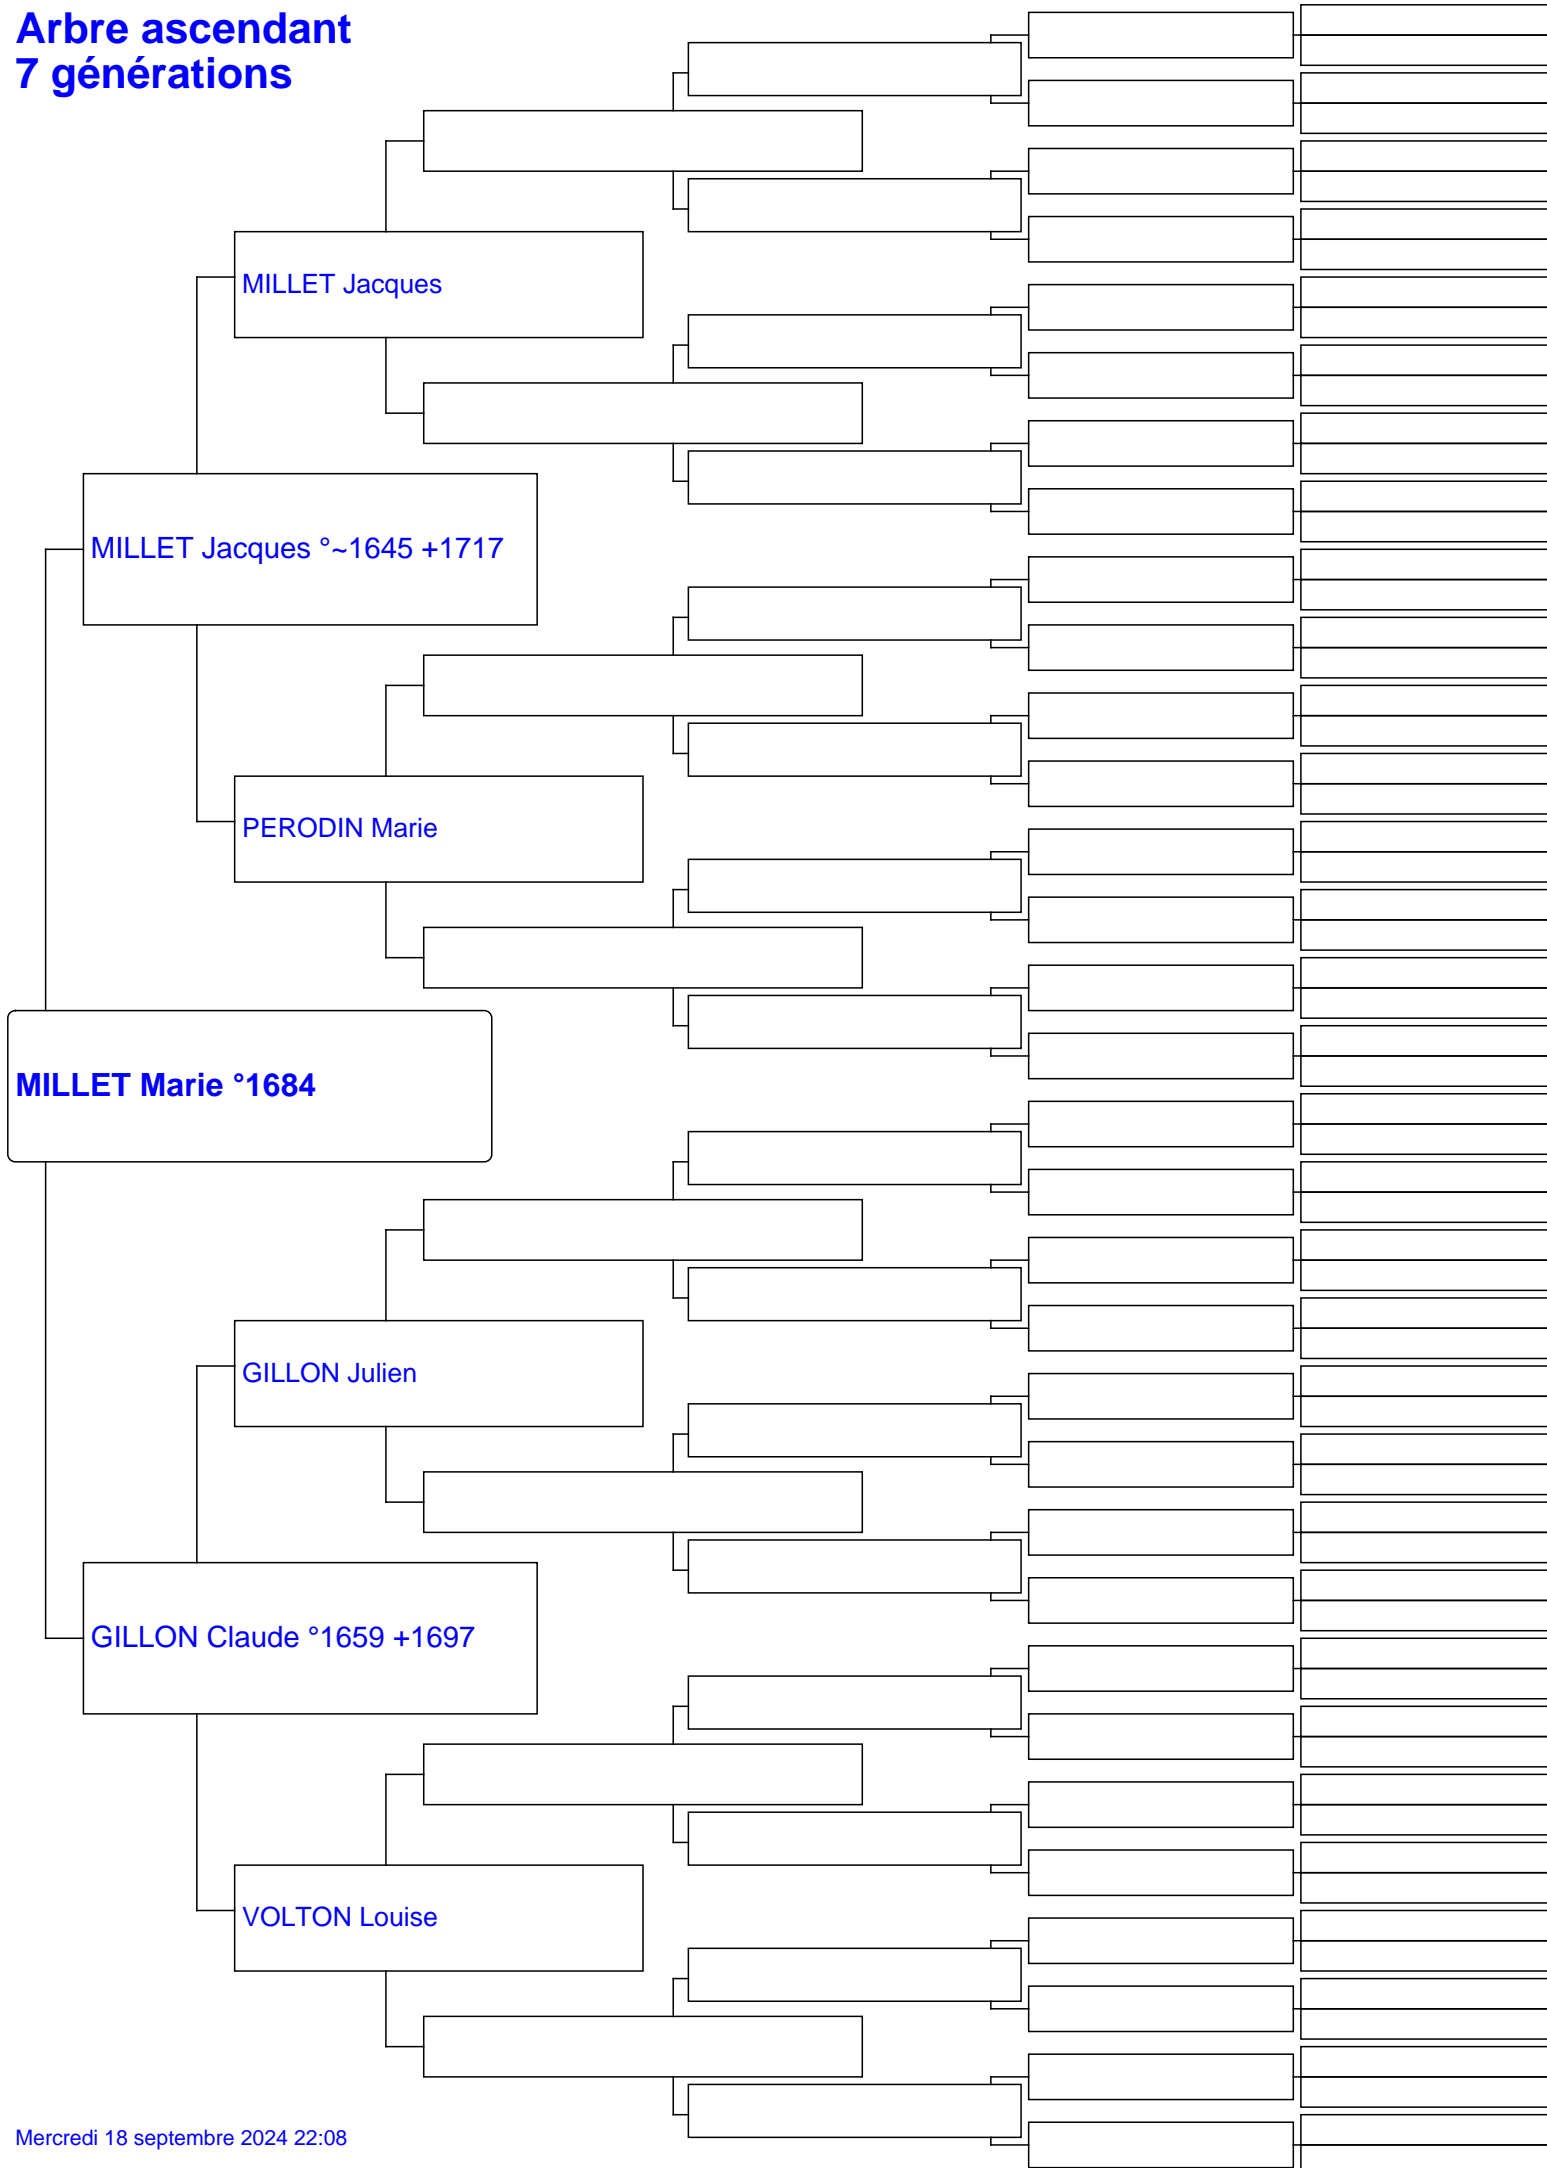 Arbre ascendant
7 générations
MILLET Jacques
MILLET Jacques °~1645 +1717
PERODIN Marie
MILLET Marie °1684
GILLON Julien
GILLON Claude °1659 +1697
VOLTON Louise
Mercredi 18 septembre 2024 22:08